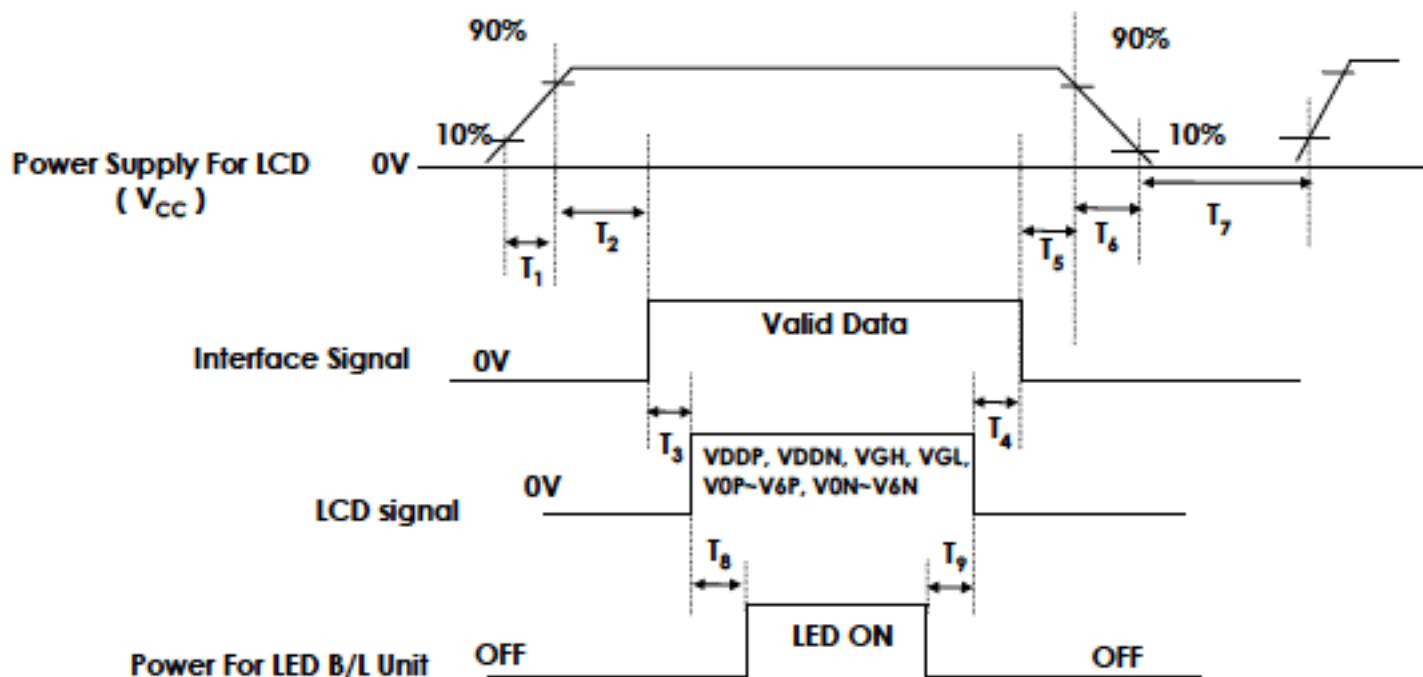 90%
90%
10%
10%
Power Supply For LCD
( VCC )
0V
T1
T2
T5
T6
T7
Valid Data
Interface Signal
0V
T3
T4
VDDP, VDDN, VGH, VGL,
V0P~V6P, V0N~V6N
0V
LCD signal
T8
T9
LED ON
Power For LED B/L Unit
OFF
OFF